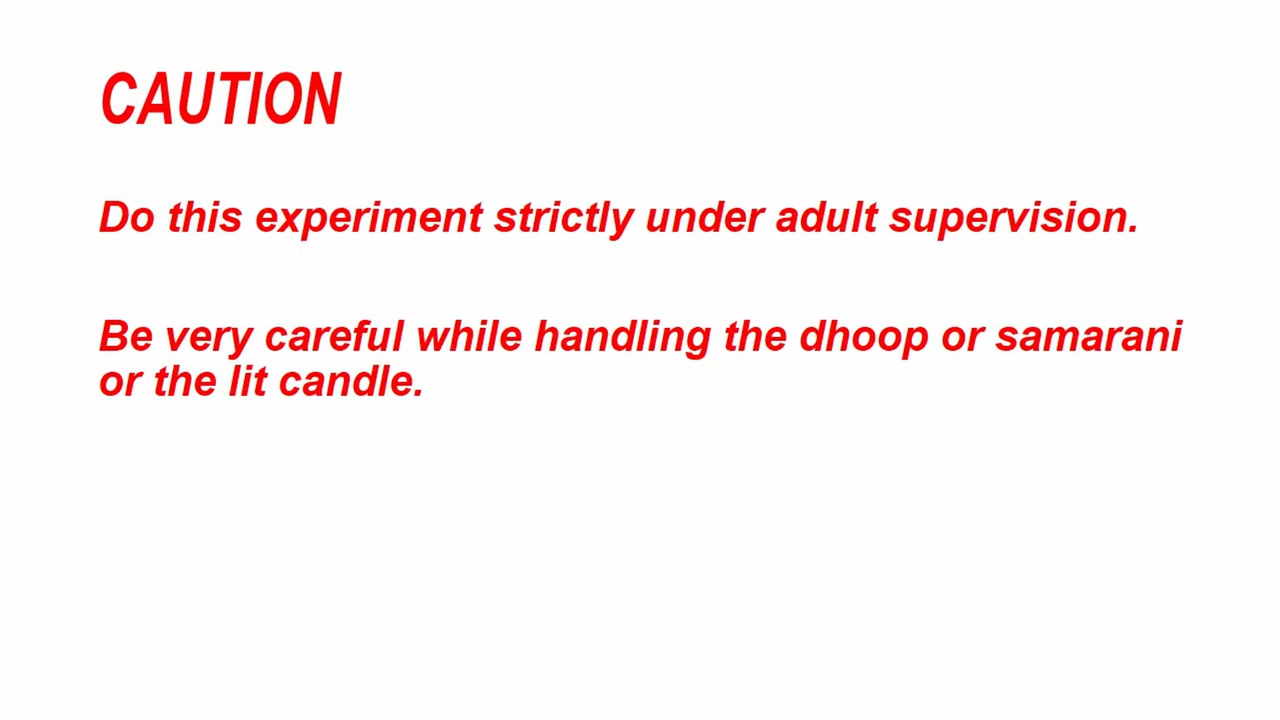 CAUTION
Do this experiment strictly under adult supervision.
Be very careful while handling the dhoop or samarani
or the lit candle.